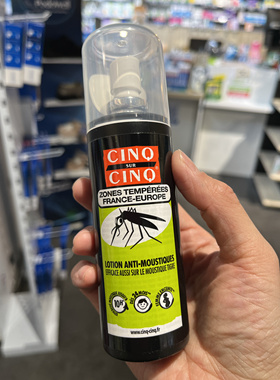 CINQ
SUR
CINQ
ZONES TEMPÉRÉES
FRANCE-EUROPE
LOTION ANTI-MOUSTIQUES
EFFICACE AUSSI SUR LE MOUSTIQUE TIGRE
www.cinq-cinq.fr